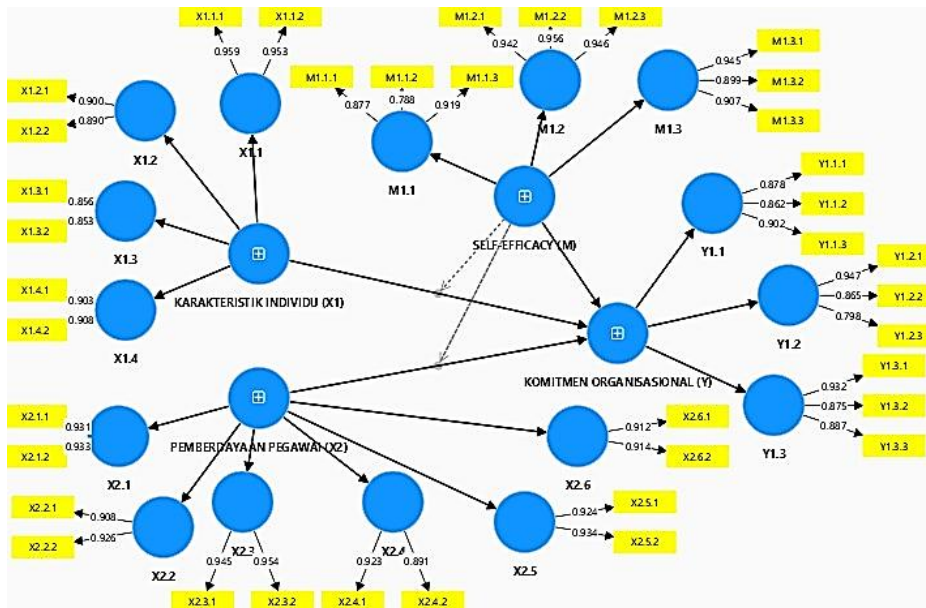 X1.1.1
X1.1.2
0.959
0.953
X1.1
X1.2.1
X1.2.2
0.900
0.890
X1.2
X1.3.1
X1.3.2
0.856
0.853
X1.3
X1.4.1
X1.4.2
0.903
0.908
X1.4
KARAKTERISTIK INDIVIDU (X1)
M1.1.1
M1.1.2
M1.1.3
0.877
0.788
0.919
M1.1
M1.2.1
M1.2.2
M1.2.3
0.942
0.956
0.946
M1.2
M1.3.1
M1.3.2
M1.3.3
0.945
0.899
0.907
M1.3
SELF-EFFICACY (M)
Y1.1.1
Y1.1.2
Y1.1.3
0.878
0.862
0.902
Y1.1
Y1.2.1
Y1.2.2
Y1.2.3
0.947
0.865
0.798
Y1.2
KOMITMEN ORGANISASIONAL (Y)
Y1.3.1
Y1.3.2
Y1.3.3
0.932
0.875
0.887
Y1.3
X2.1.1
X2.1.2
0.931
0.933
X2.1
PEMBERDAYAAN PEGAWAI (X2)
X2.2.1
X2.2.2
0.908
0.926
X2.2
X2.3
0.945
0.954
X2.3.1
X2.3.2
X2.4
0.923
0.891
X2.4.1
X2.4.2
X2.5.1
X2.5.2
0.924
0.934
X2.5
X2.6.1
X2.6.2
0.912
0.914
X2.6